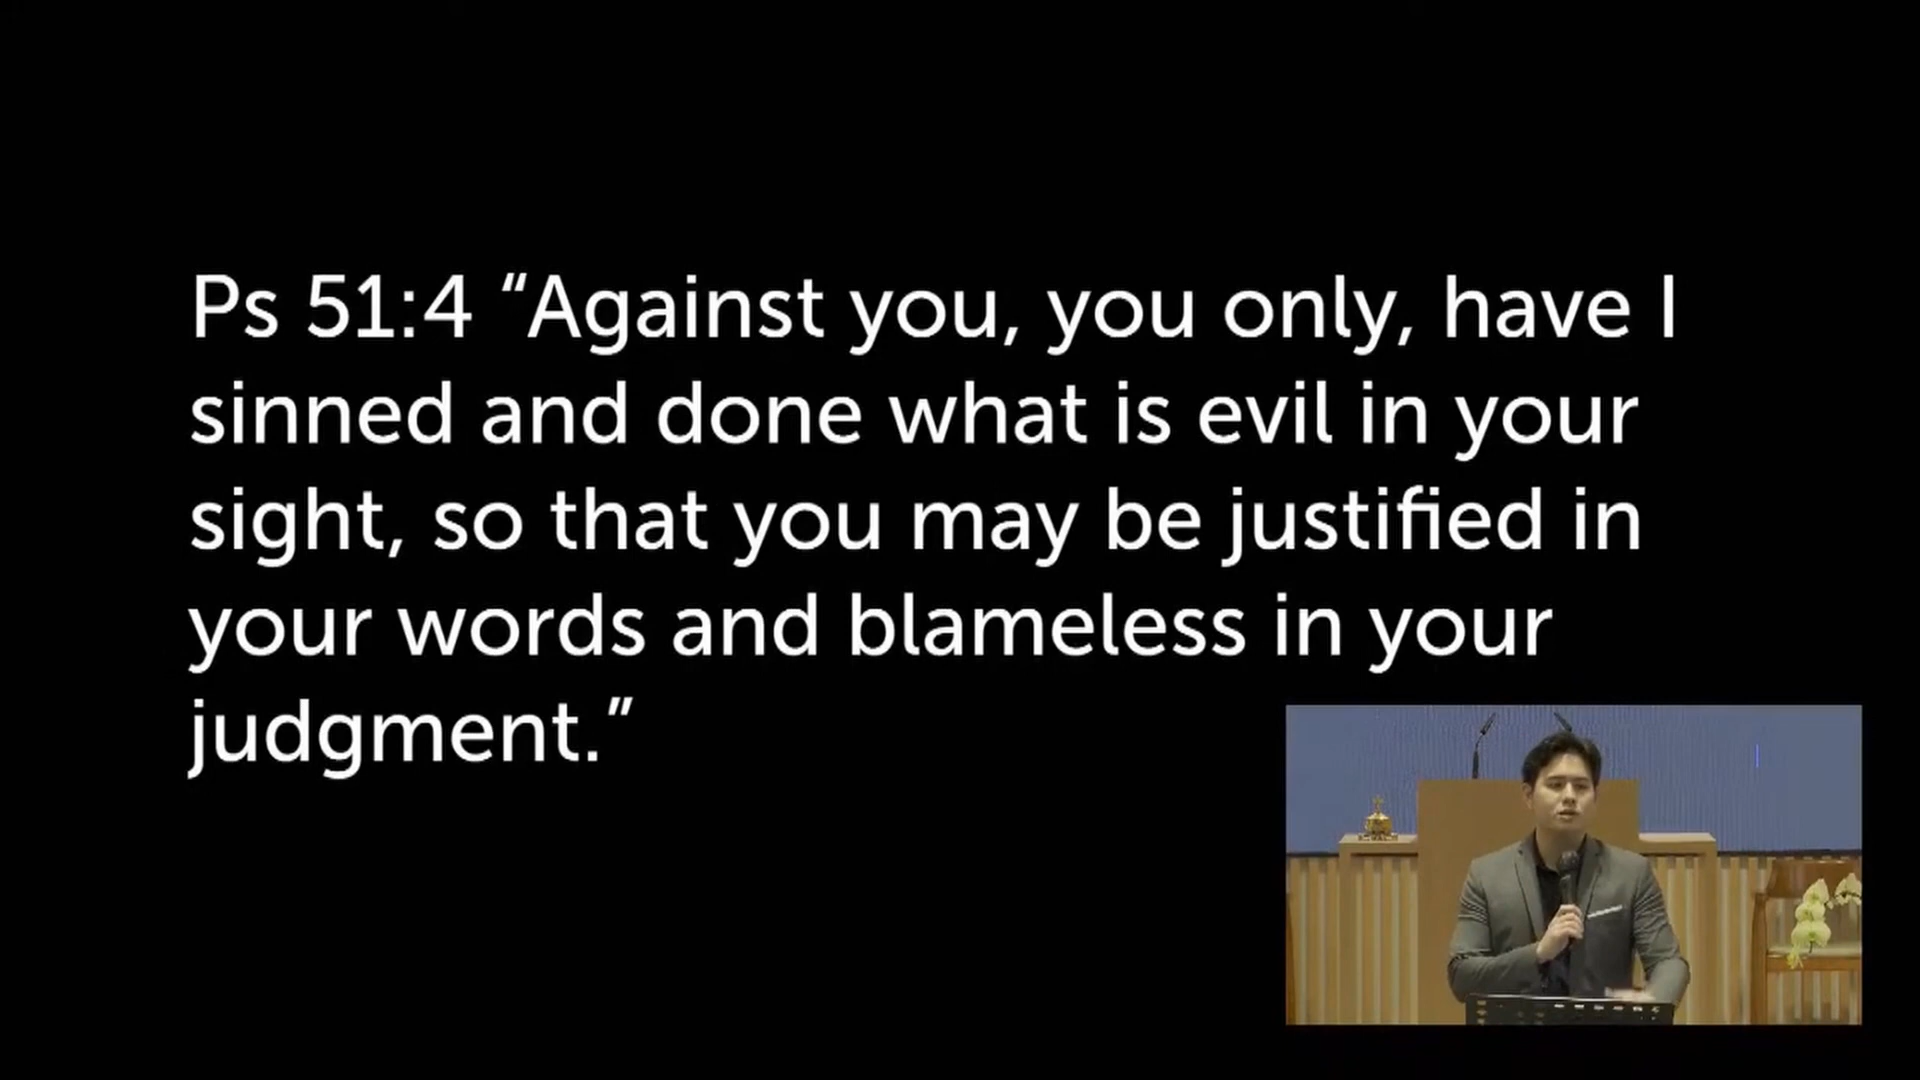 Ps 51:4 “Against you, you only, have I
sinned and done what is evil in your
sight, so that you may be justified in
your words and blameless in your
judgment.”